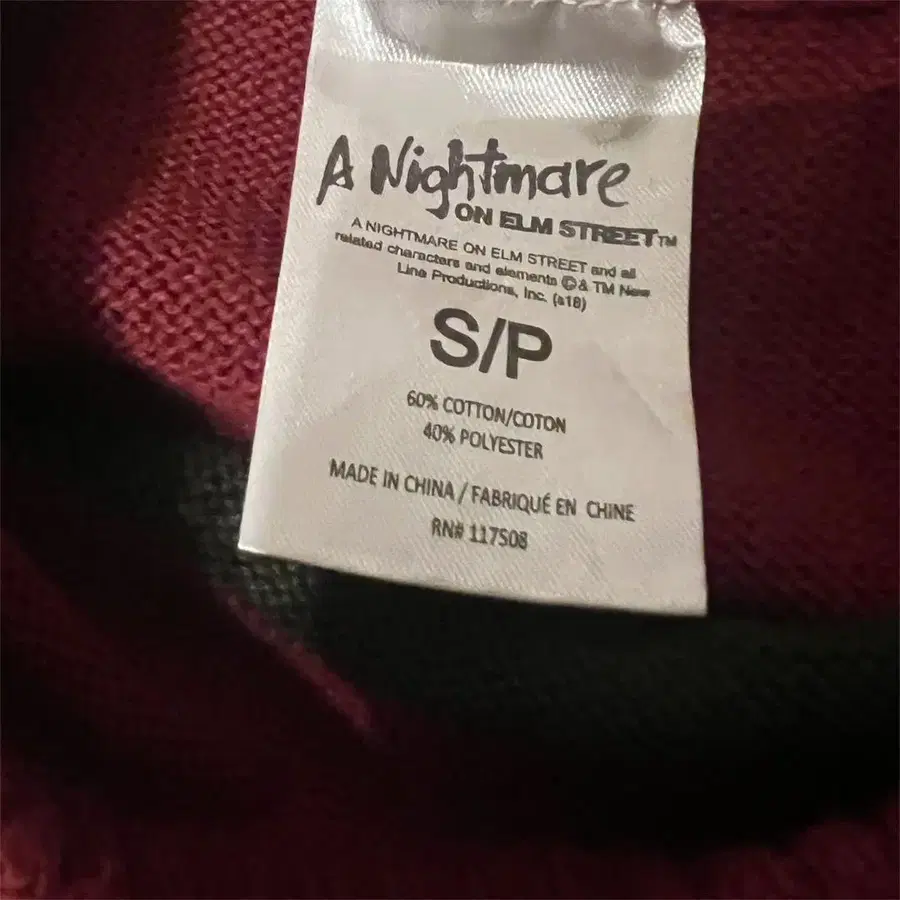 A Nightmare
ON ELM STREET™
A NIGHTMARE ON ELM STREET and all
related characters and elements © & TM New
Line Productions, Inc. (s18)
S/P
60% COTTON/COTON
40% POLYESTER
MADE IN CHINA / FABRIQUÉ EN CHINE
RN# 117508